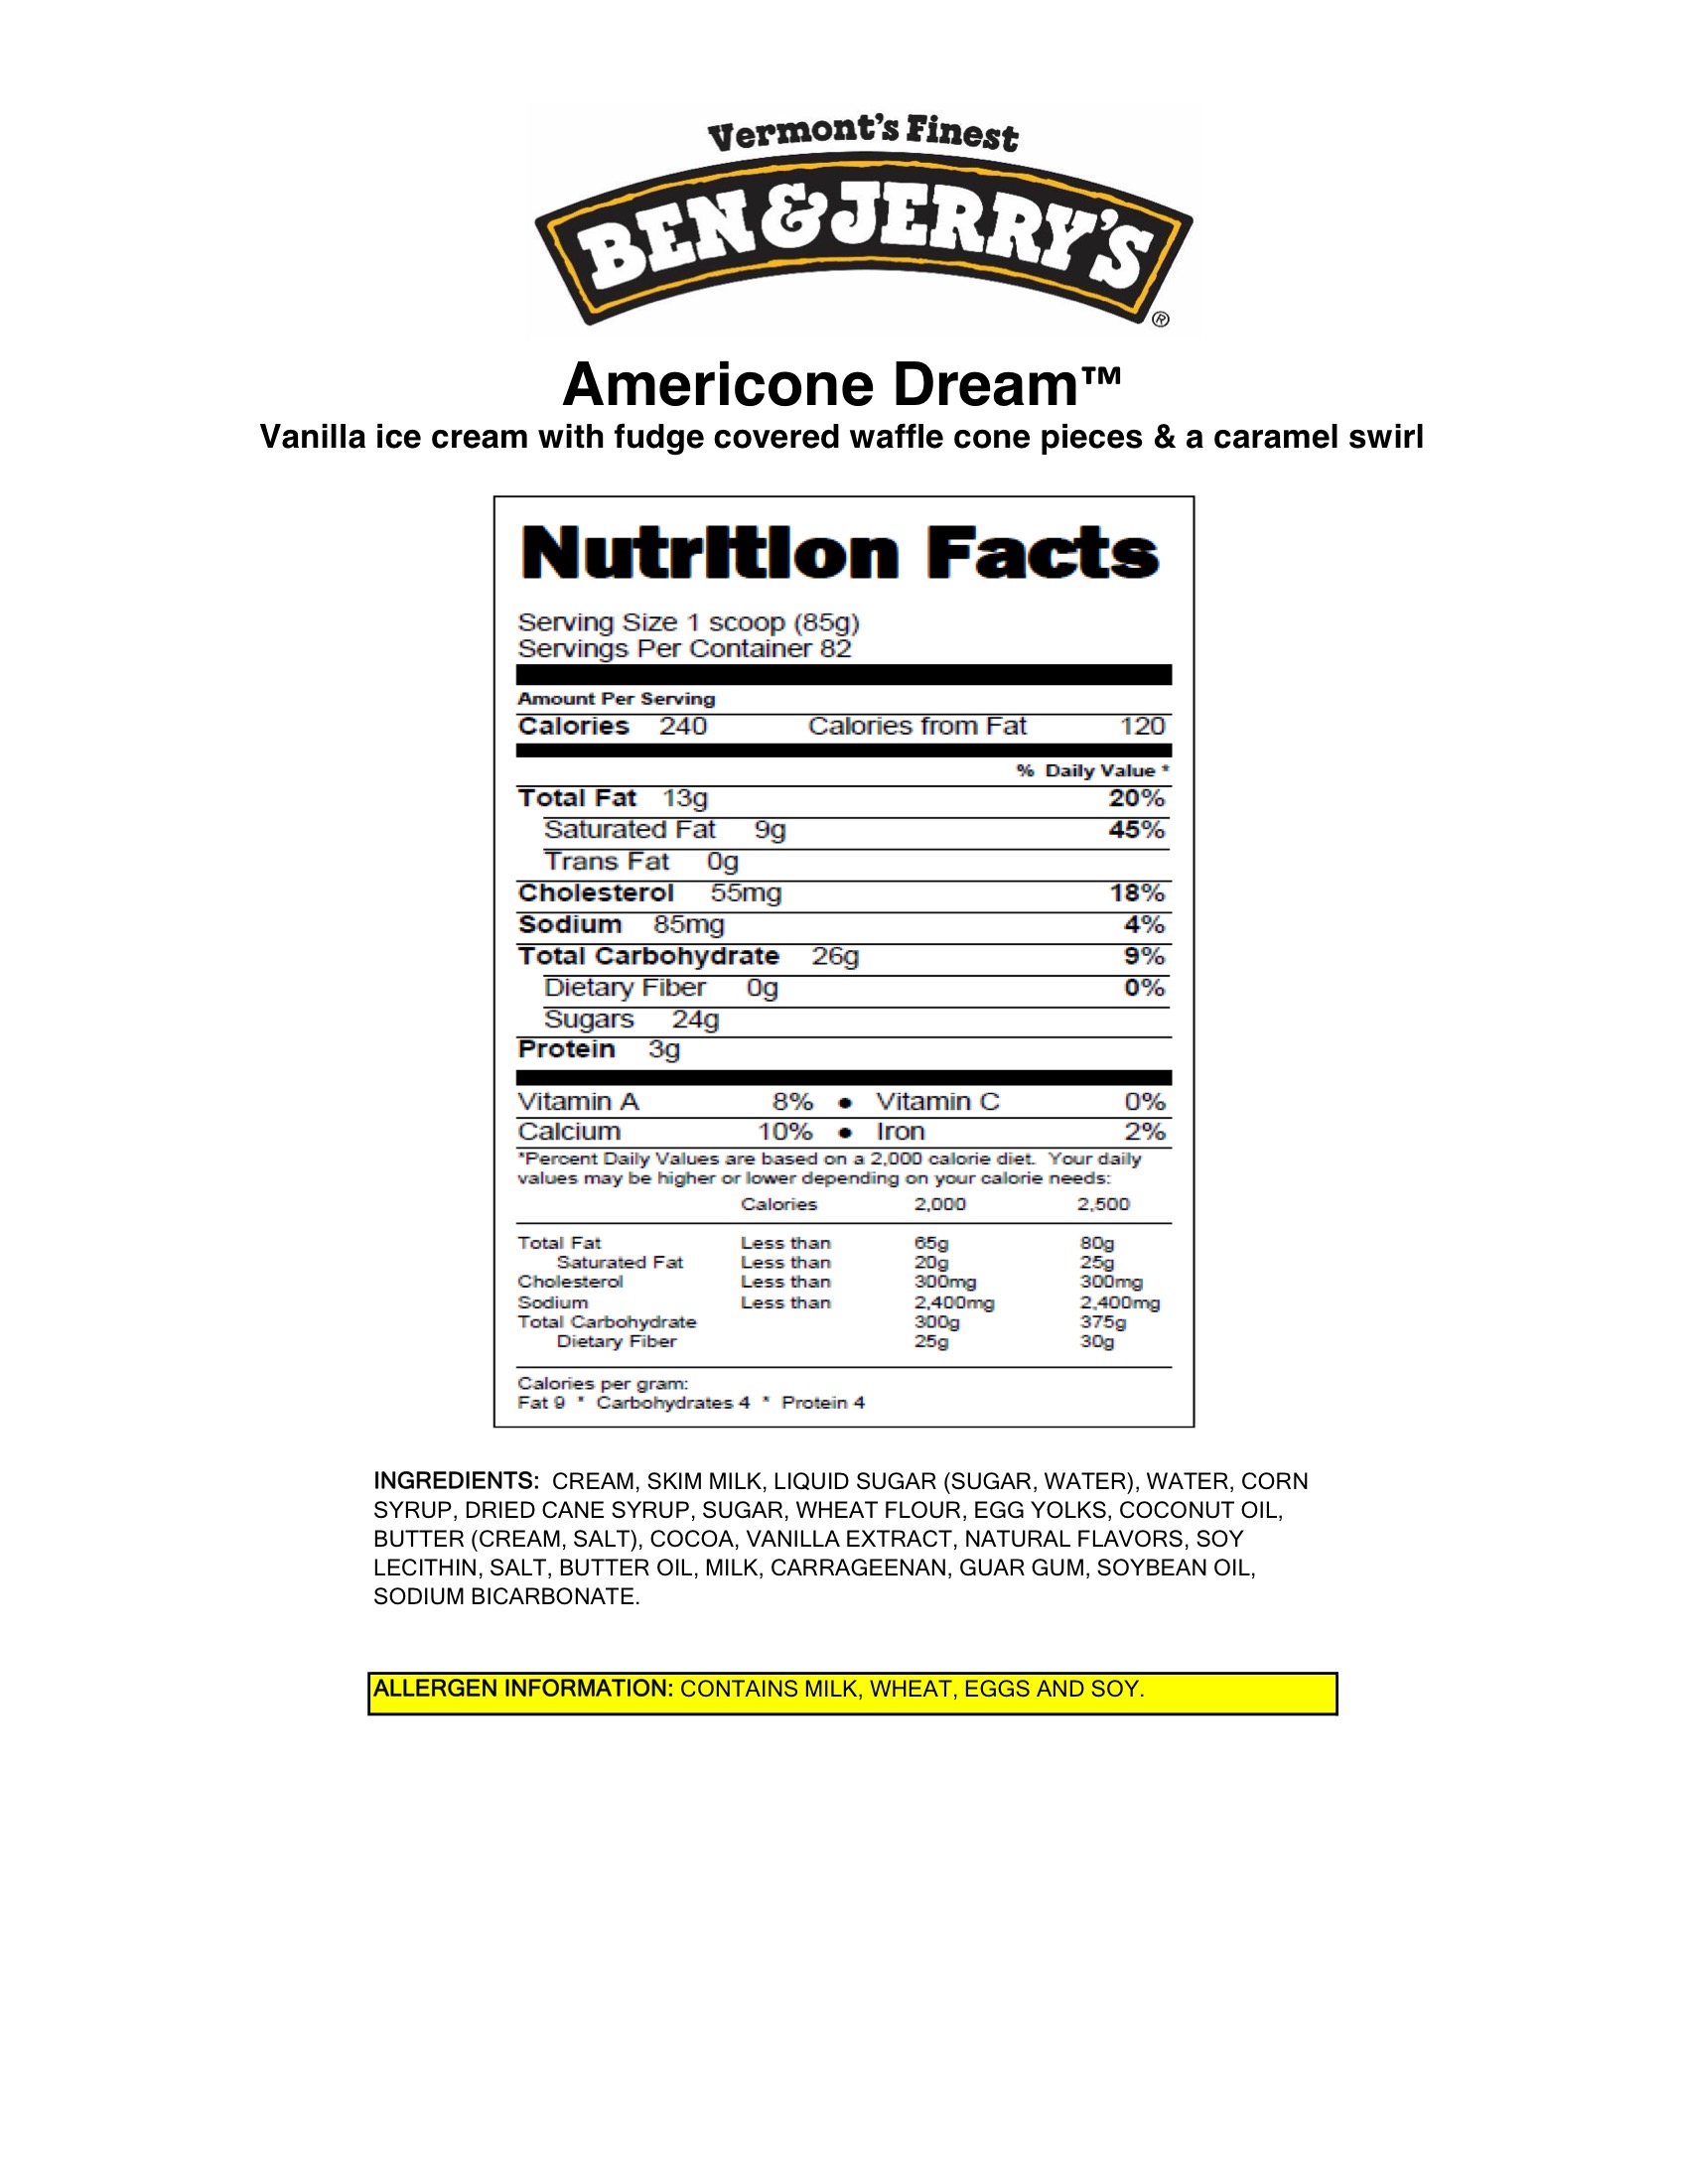 Vermont's Finest
BEN & JERRY'S
®
Americone Dream™
Vanilla ice cream with fudge covered waffle cone pieces & a caramel swirl
Nutrition Facts
Serving Size 1 scoop (85g)
Servings Per Container 82
Amount Per Serving
Calories 240 Calories from Fat 120
% Daily Value *
Total Fat 13g 20%
Saturated Fat 9g 45%
Trans Fat 0g
Cholesterol 55mg 18%
Sodium 85mg 4%
Total Carbohydrate 26g 9%
Dietary Fiber 0g 0%
Sugars 24g
Protein 3g
Vitamin A 8% • Vitamin C 0%
Calcium 10% • Iron 2%
*Percent Daily Values are based on a 2,000 calorie diet. Your daily
values may be higher or lower depending on your calorie needs:
Calories 2,000 2,500
Total Fat Less than 65g 80g
Saturated Fat Less than 20g 25g
Cholesterol Less than 300mg 300mg
Sodium Less than 2,400mg 2,400mg
Total Carbohydrate 300g 375g
Dietary Fiber 25g 30g
Calories per gram:
Fat 9 * Carbohydrates 4 * Protein 4
INGREDIENTS: CREAM, SKIM MILK, LIQUID SUGAR (SUGAR, WATER), WATER, CORN
SYRUP, DRIED CANE SYRUP, SUGAR, WHEAT FLOUR, EGG YOLKS, COCONUT OIL,
BUTTER (CREAM, SALT), COCOA, VANILLA EXTRACT, NATURAL FLAVORS, SOY
LECITHIN, SALT, BUTTER OIL, MILK, CARRAGEENAN, GUAR GUM, SOYBEAN OIL,
SODIUM BICARBONATE.
ALLERGEN INFORMATION: CONTAINS MILK, WHEAT, EGGS AND SOY.